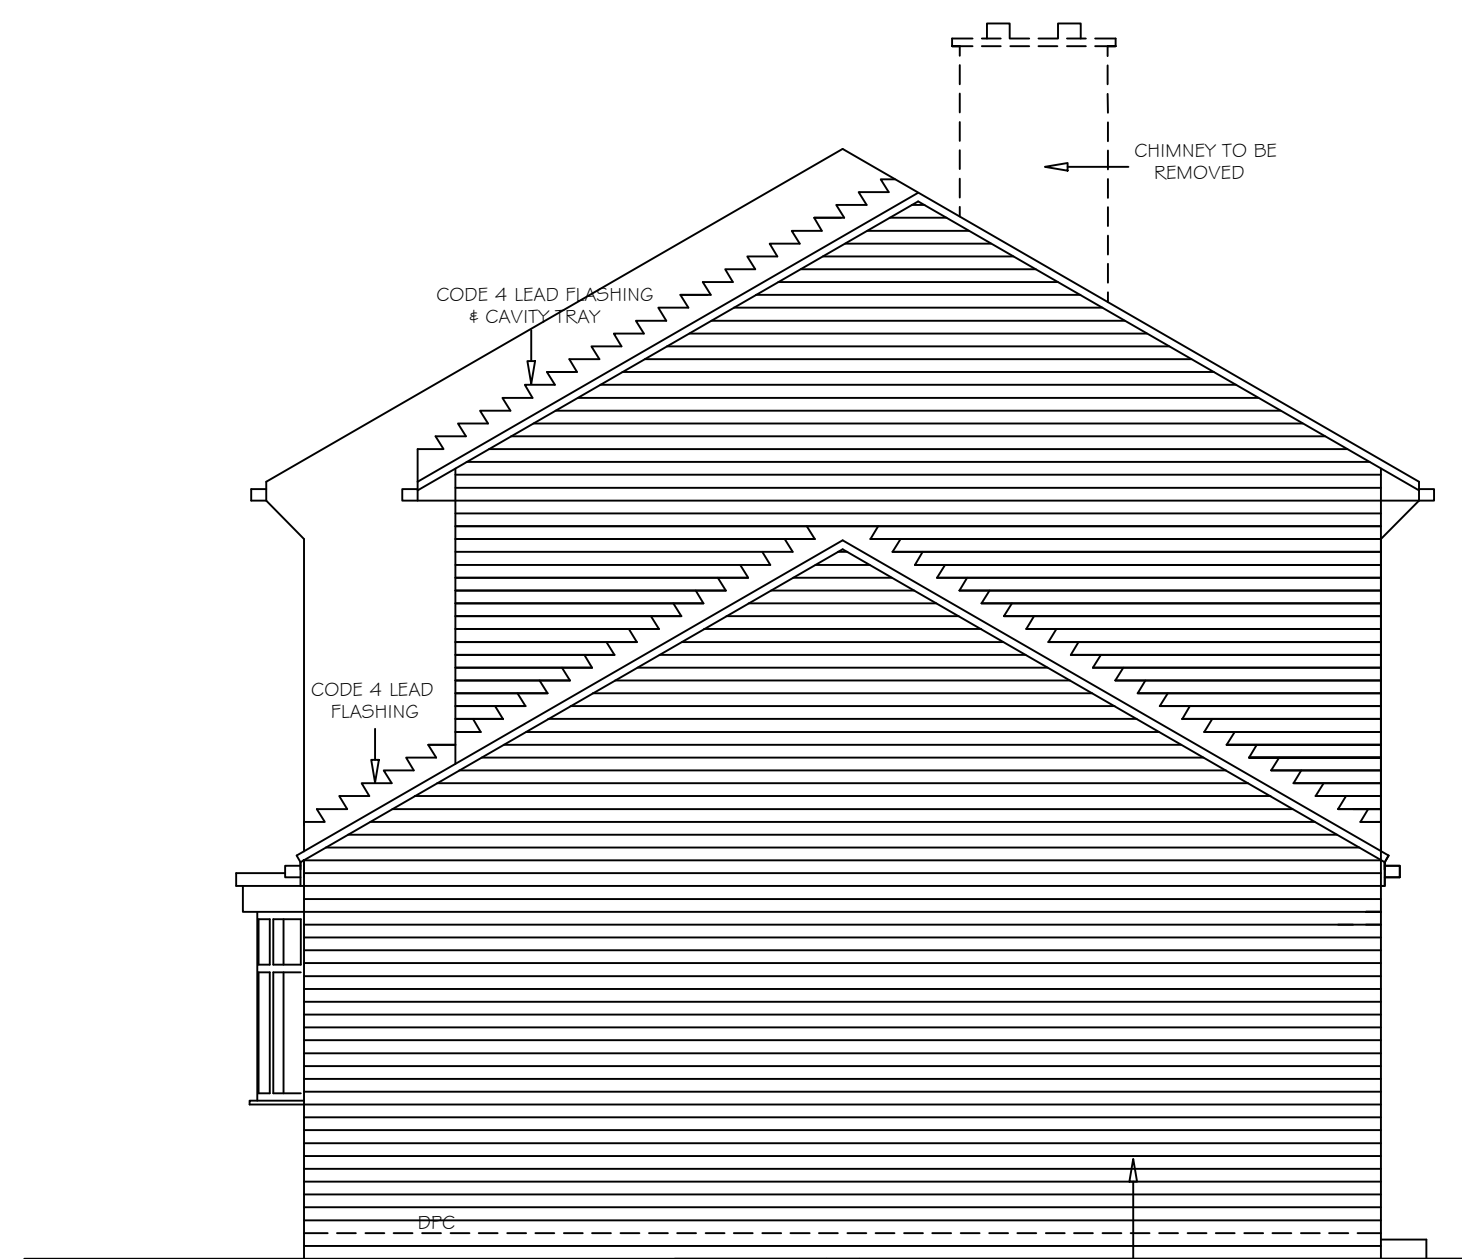 CHIMNEY TO BE
REMOVED
CODE 4 LEAD FLASHING
& CAVITY TRAY
CODE 4 LEAD
FLASHING
DPC